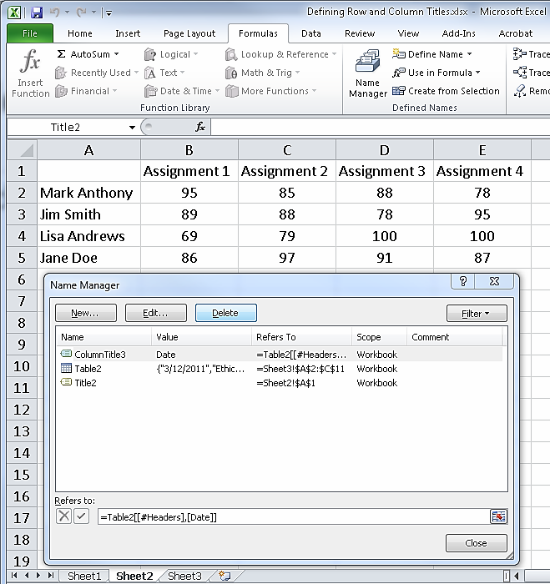 Defining Row and Column Titles.xlsx - Microsoft Excel
File Home Insert Page Layout Formulas Data Review View Add-Ins Acrobat
fx Insert Function
Σ AutoSum
Recently Used
Financial
Logical
Text
Date & Time
Lookup & Reference
Math & Trig
More Functions
Function Library
Name Manager
Define Name
Use in Formula
Create from Selection
Defined Names
Trace
Trace
Remo
Title2 fx
A B C D E
1 Assignment 1 Assignment 2 Assignment 3 Assignment 4
2 Mark Anthony 95 85 88 78
3 Jim Smith 89 88 78 95
4 Lisa Andrews 69 79 100 100
5 Jane Doe 86 97 91 87
6
7
8
9
10
11
12
13
14
15
16
17
18
19
Name Manager
New... Edit... Delete Filter
Name Value Refers To Scope Comment
ColumnTitle3 Date =Table2[[#Headers... Workbook
Table2 {"3/12/2011","Ethic... =Sheet3!$A$2:$C$11 Workbook
Title2 =Sheet2!$A$1 Workbook
Refers to:
=Table2[[#Headers],[Date]]
Close
Sheet1 Sheet2 Sheet3